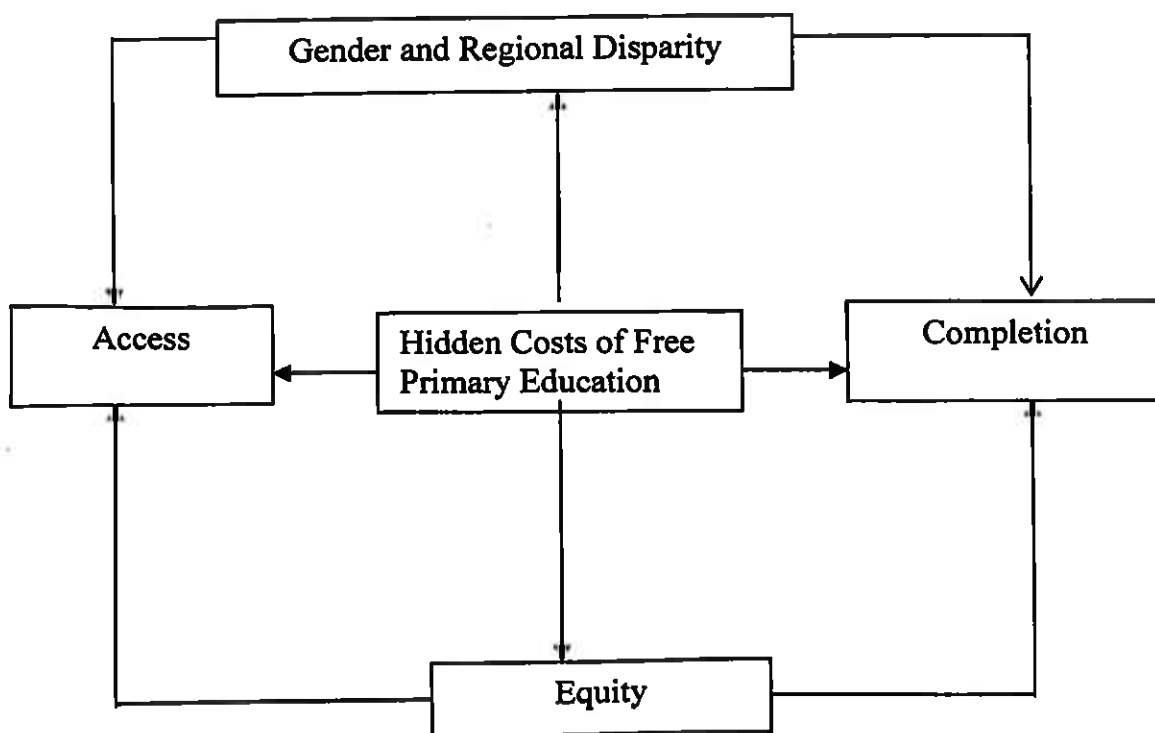 Gender and Regional Disparity
Access
Hidden Costs of Free
Primary Education
Completion
Equity